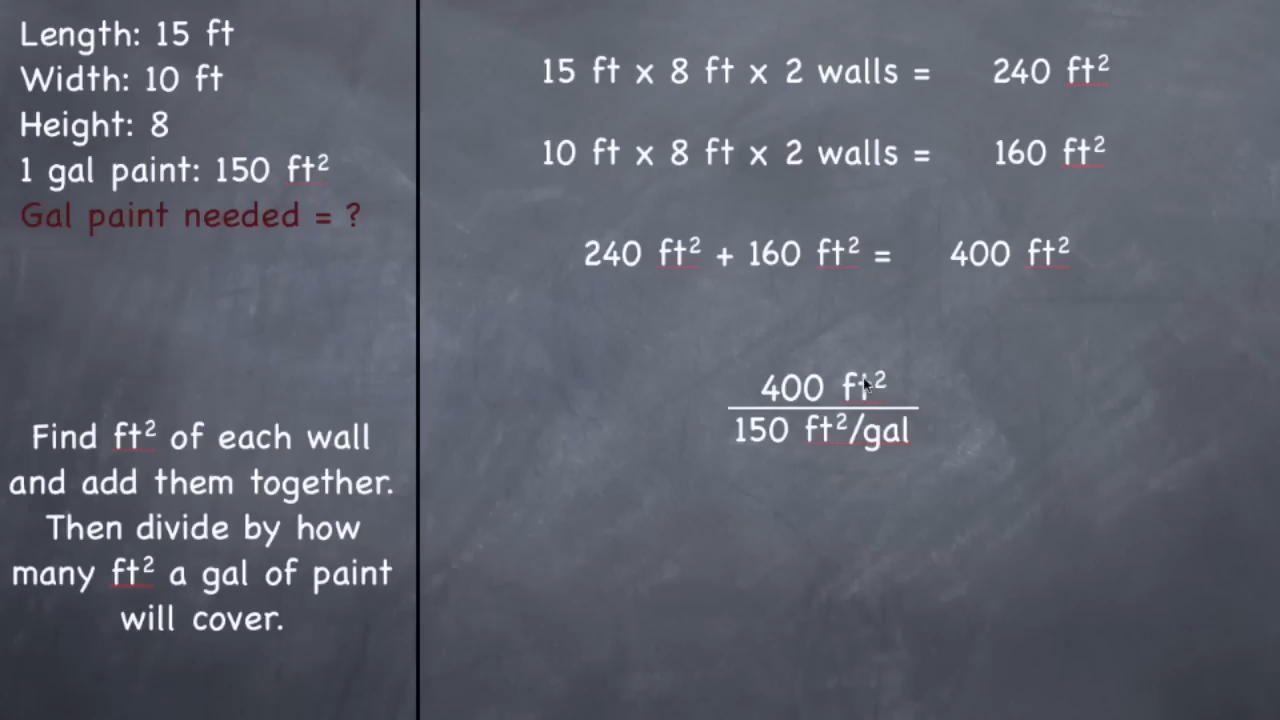 Length: 15 ft
Width: 10 ft
Height: 8
1 gal paint: 150 ft²
Gal paint needed = ?
Find ft² of each wall
and add them together.
Then divide by how
many ft² a gal of paint
will cover.
15 ft x 8 ft x 2 walls = 240 ft²
10 ft x 8 ft x 2 walls = 160 ft²
240 ft² + 160 ft² = 400 ft²
400 ft²
150 ft²/gal